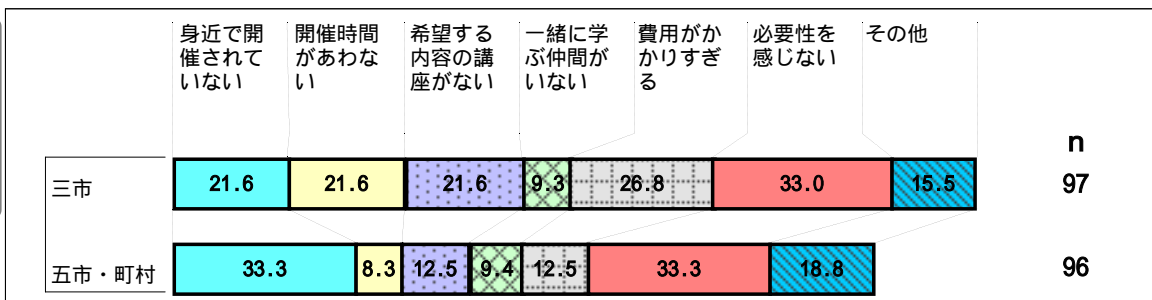 身近で開
催されて
いない
開催時間
があわな
い
希望する
内容の講
座がない
一緒に学
ぶ仲間が
いない
費用がか
かりすぎ
る
必要性を
感じない
その他
n
三市 21.6 21.6 21.6 9.3 26.8 33.0 15.5 97
五市・町村 33.3 8.3 12.5 9.4 12.5 33.3 18.8 96